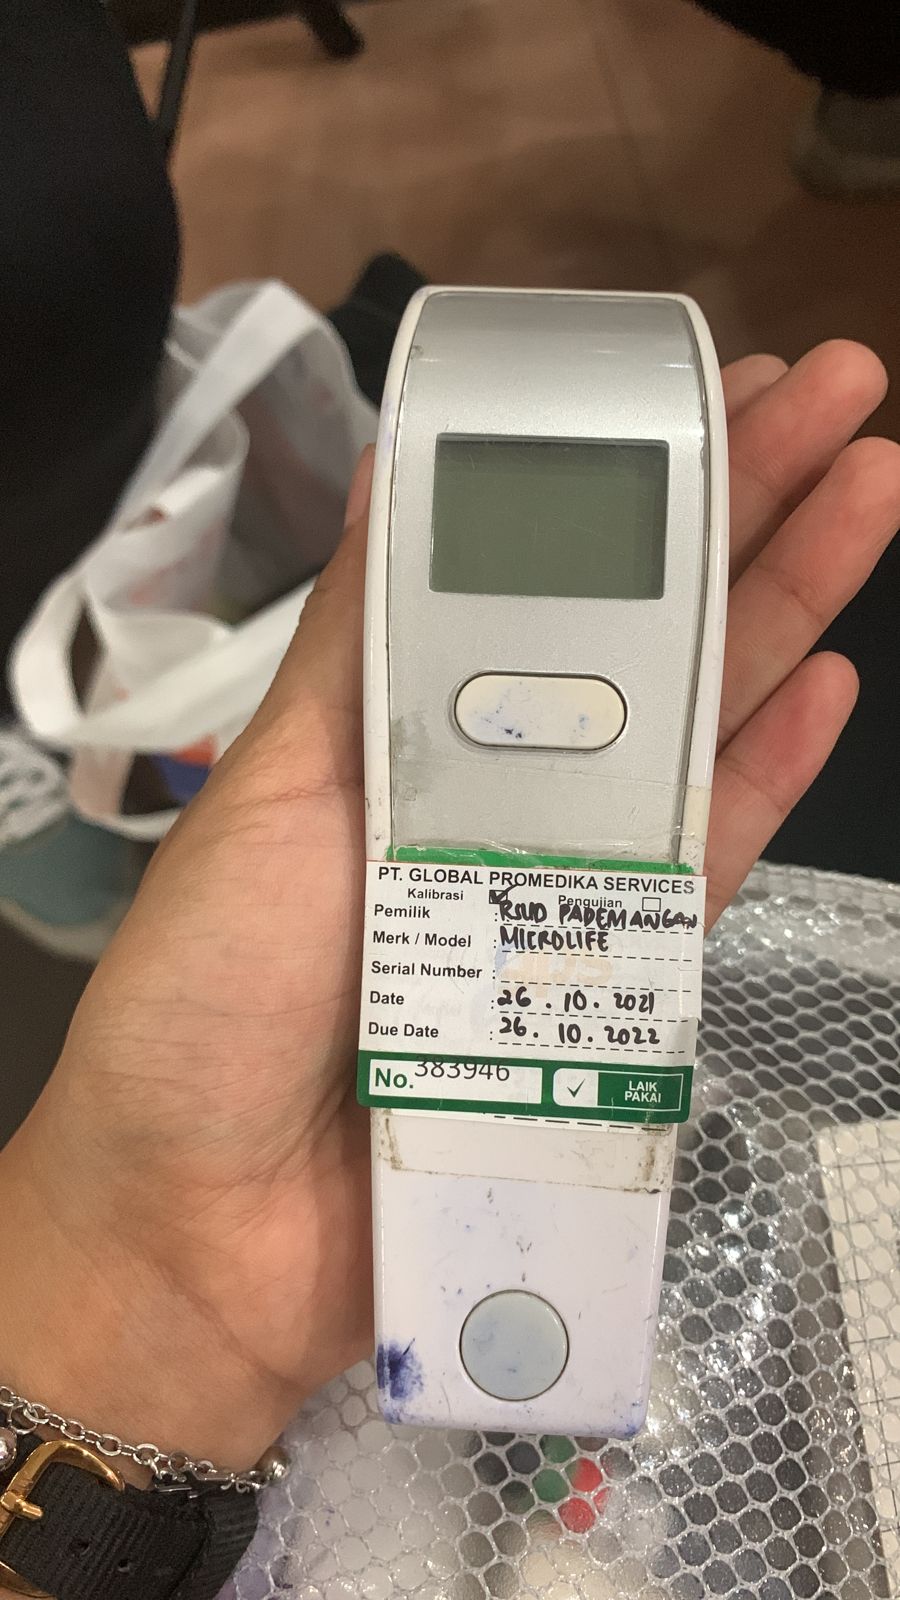 PT. GLOBAL PROMEDIKA SERVICES
Kalibrasi Pengujian
Pemilik : RSUD PADEMANGAN
Merk / Model : MICROLIFE
Serial Number :
Date : 26 . 10 . 2021
Due Date : 26 . 10 . 2022
No. 383946
LAIK
PAKAI